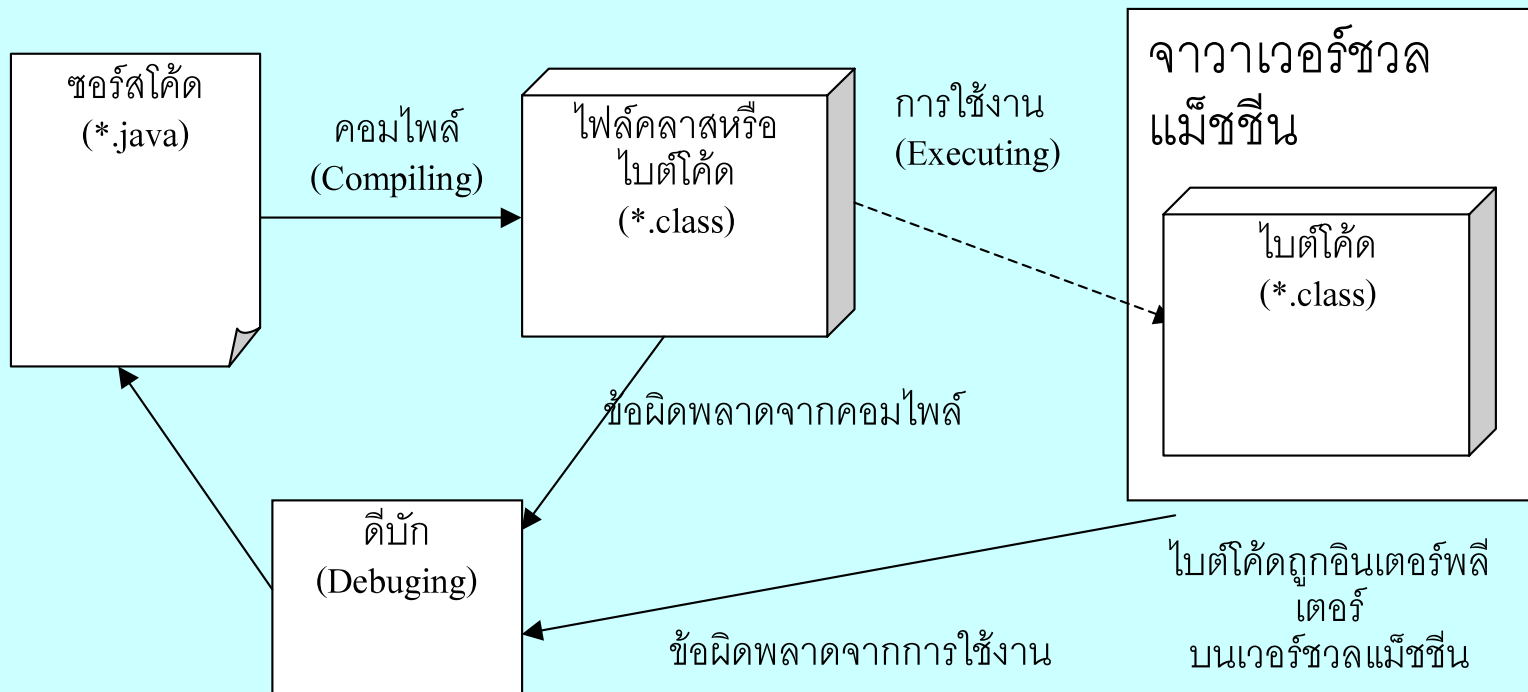 ซอร์สโค้ด
(*.java)
คอมไพล์
(Compiling)
ไฟล์คลาสหรือ
ไบต์โค้ด
(*.class)
การใช้งาน
(Executing)
จาวาเวอร์ชวล
แม็ชชีน
ไบต์โค้ด
(*.class)
ข้อผิดพลาดจากคอมไพล์
ดีบัก
(Debuging)
ข้อผิดพลาดจากการใช้งาน
ไบต์โค้ดถูกอินเตอร์พลี
เตอร์
บนเวอร์ชวลแม็ชชีน